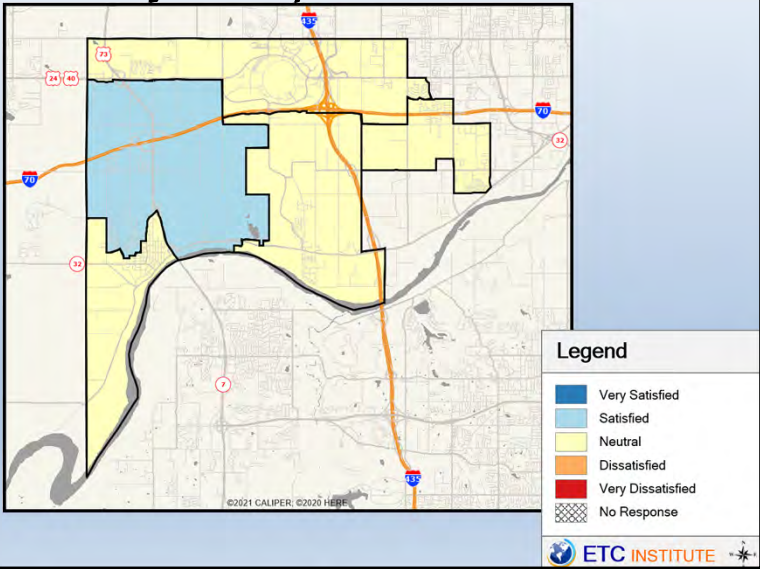 435
73
24 40
70
32
70
32
7
435
©2021 CALIPER; ©2020 HERE
Legend
Very Satisfied
Satisfied
Neutral
Dissatisfied
Very Dissatisfied
No Response
ETC INSTITUTE